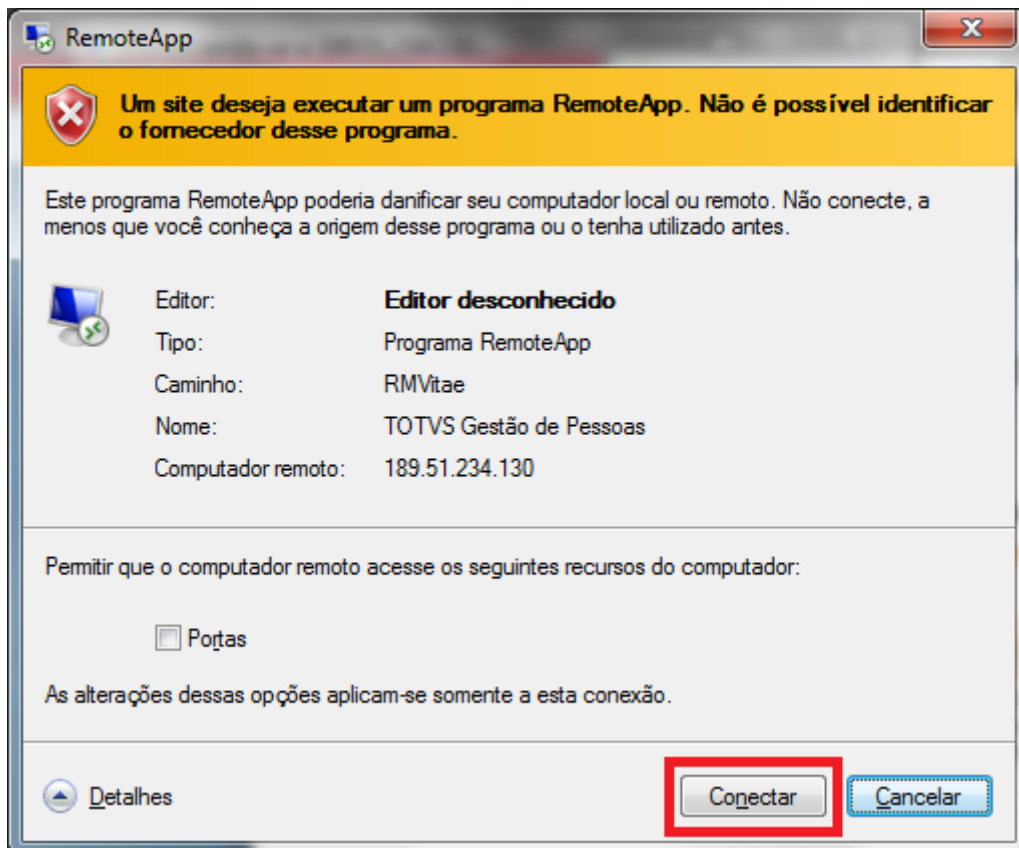 RemoteApp
Um site deseja executar um programa RemoteApp. Não é possível identificar
o fornecedor desse programa.
Este programa RemoteApp poderia danificar seu computador local ou remoto. Não conecte, a
menos que você conheça a origem desse programa ou o tenha utilizado antes.
Editor: Editor desconhecido
Tipo: Programa RemoteApp
Caminho: RMVitae
Nome: TOTVS Gestão de Pessoas
Computador remoto: 189.51.234.130
Permitir que o computador remoto acesse os seguintes recursos do computador:
Portas
As alterações dessas opções aplicam-se somente a esta conexão.
Detalhes Conectar Cancelar